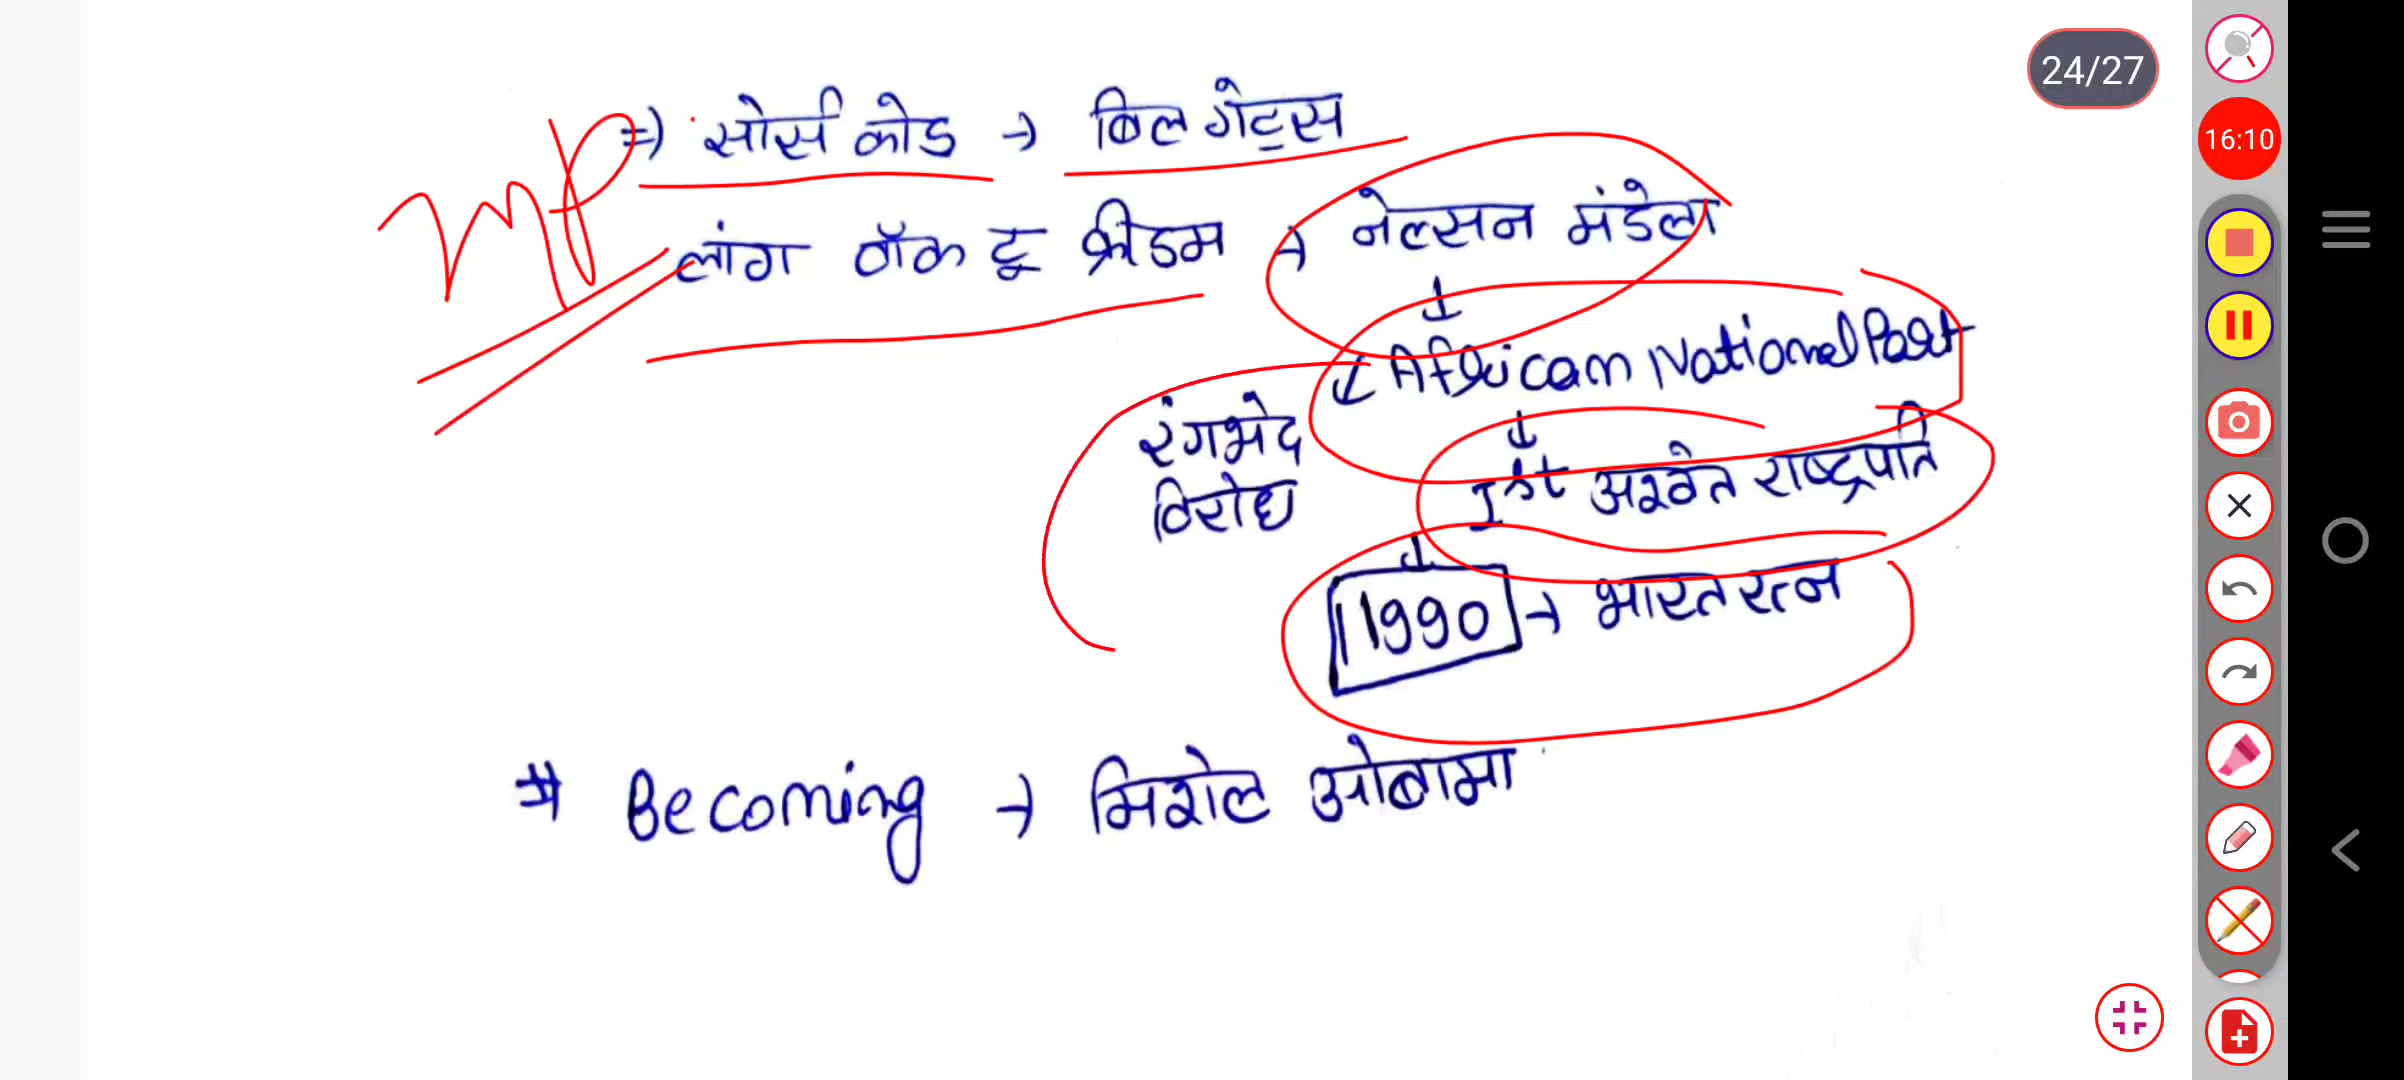 24/27
16:10
MP
=) सोर्स कोड → बिल गेट्स
लांग वॉक टू फ्रीडम → नेल्सन मंडेला
↓
↓ African National Part
रंगभेद
विरोध
↓
Ist अश्वेत राष्ट्रपति
↓
1990 → भारत रत्न
# Becoming → मिशेल ओबामा